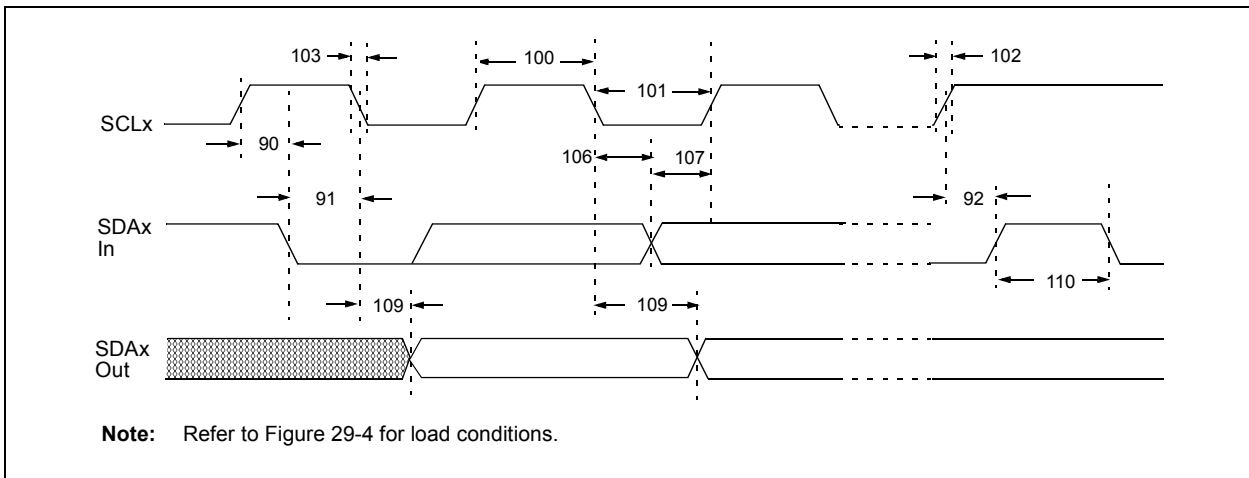 103
100
102
101
SCLx
90
106
107
91
92
SDAx
In
109
109
110
SDAx
Out
Note: Refer to Figure 29-4 for load conditions.